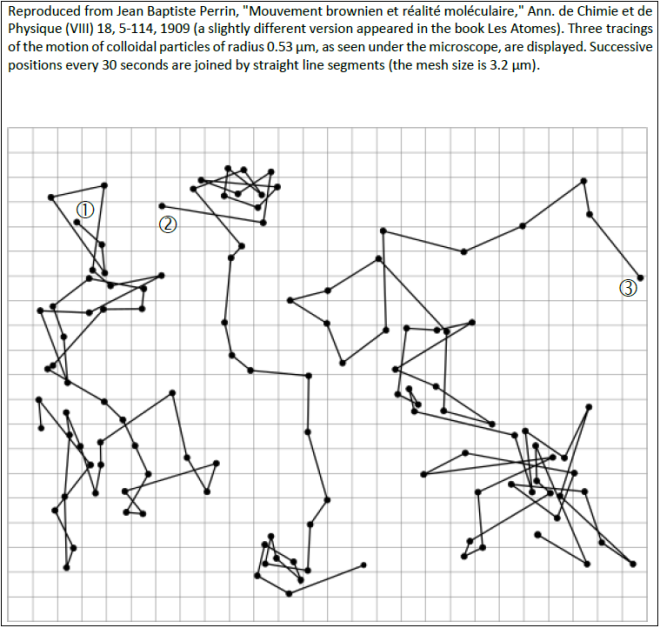 Reproduced from Jean Baptiste Perrin, "Mouvement brownien et réalité moléculaire," Ann. de Chimie et de
Physique (VIII) 18, 5-114, 1909 (a slightly different version appeared in the book Les Atomes). Three tracings
of the motion of colloidal particles of radius 0.53 µm, as seen under the microscope, are displayed. Successive
positions every 30 seconds are joined by straight line segments (the mesh size is 3.2 µm).
①
②
③